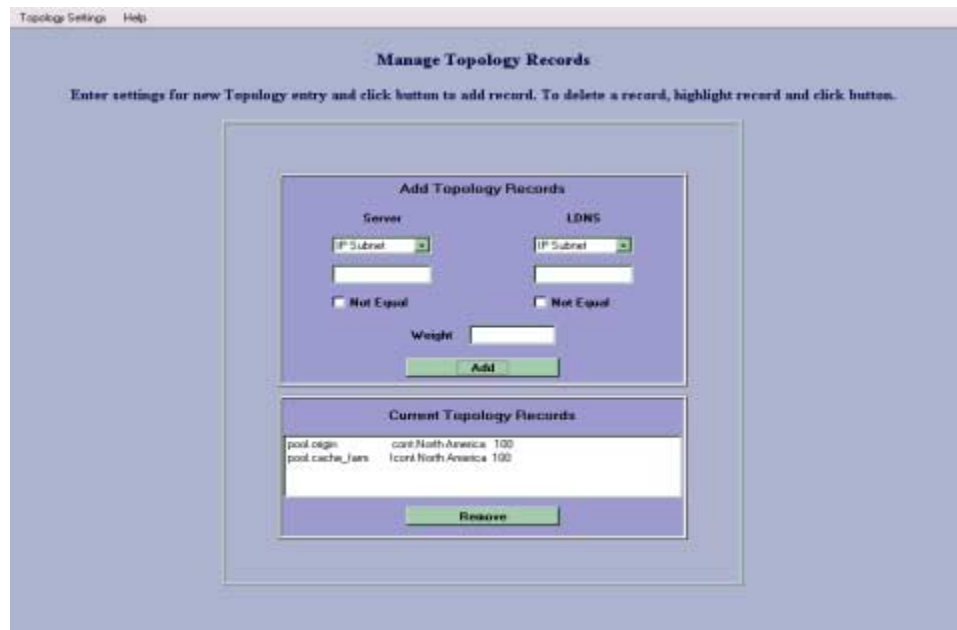 Topology Settings Help
Manage Topology Records
Enter settings for new Topology entry and click button to add record. To delete a record, highlight record and click button.
Add Topology Records
Server LDNS
IP Subnet IP Subnet
Not Equal Not Equal
Weight
Add
Current Topology Records
pool.origin cont.North America 100
pool.cache_farm !cont.North America 100
Remove